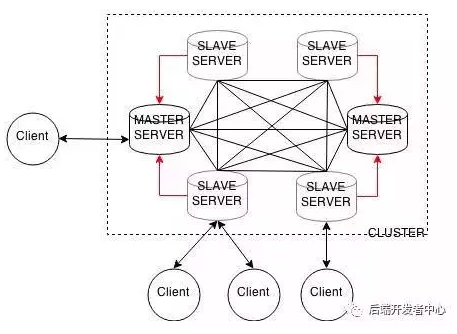 SLAVE
SERVER
SLAVE
SERVER
MASTER
SERVER
MASTER
SERVER
Client
SLAVE
SERVER
SLAVE
SERVER
CLUSTER
Client
Client
Client
后端开发者中心